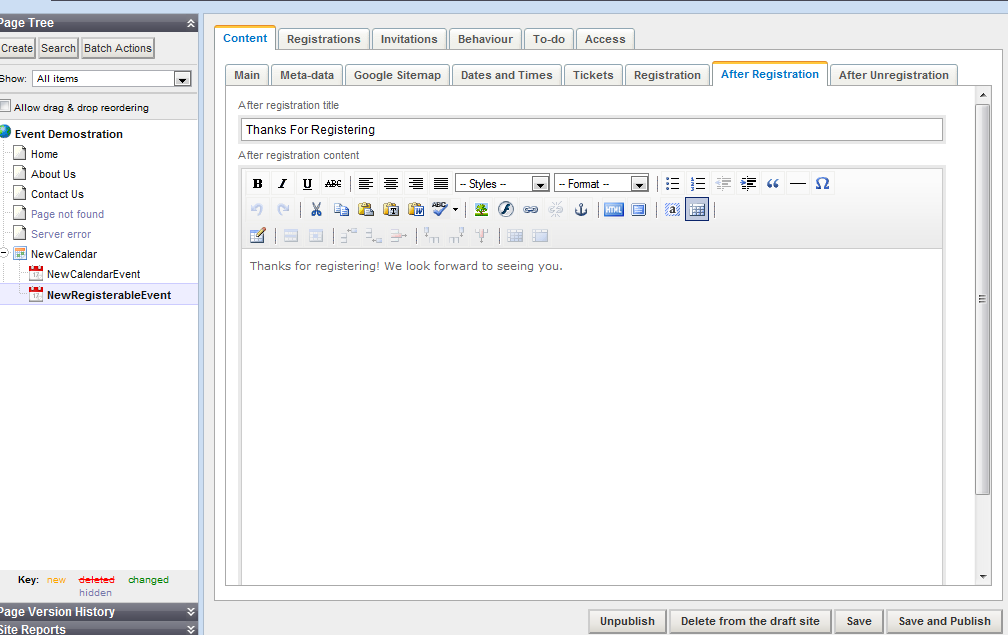 Page Tree
Create Search Batch Actions
Show: All items
Allow drag & drop reordering
Event Demostration
Home
About Us
Contact Us
Page not found
Server error
NewCalendar
NewCalendarEvent
NewRegisterableEvent
Key: new deleted changed
hidden
Page Version History
Site Reports
Content Registrations Invitations Behaviour To-do Access
Main Meta-data Google Sitemap Dates and Times Tickets Registration After Registration After Unregistration
After registration title
Thanks For Registering
After registration content
B I U ABC -- Styles -- -- Format -- Ω
ABC HTML
Thanks for registering! We look forward to seeing you.
Unpublish Delete from the draft site Save Save and Publish